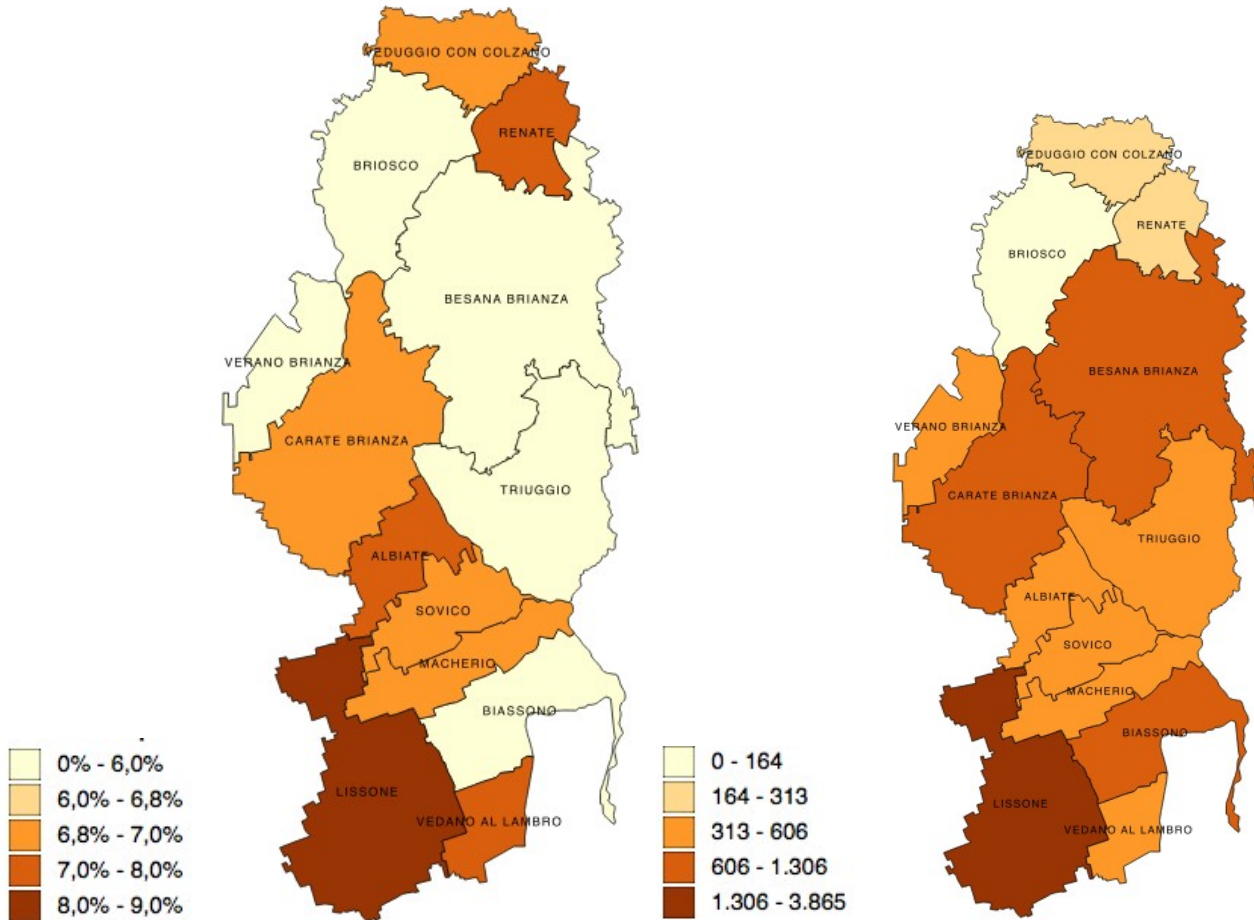 VEDUGGIO CON COLZANO
RENATE
BRIOSCO
BESANA BRIANZA
VERANO BRIANZA
CARATE BRIANZA
TRIUGGIO
ALBIATE
SOVICO
MACHERIO
BIASSONO
LISSONE
VEDANO AL LAMBRO
0% - 6,0%
6,0% - 6,8%
6,8% - 7,0%
7,0% - 8,0%
8,0% - 9,0%
VEDUGGIO CON COLZANO
RENATE
BRIOSCO
BESANA BRIANZA
VERANO BRIANZA
CARATE BRIANZA
TRIUGGIO
ALBIATE
SOVICO
MACHERIO
BIASSONO
LISSONE
VEDANO AL LAMBRO
0 - 164
164 - 313
313 - 606
606 - 1.306
1.306 - 3.865